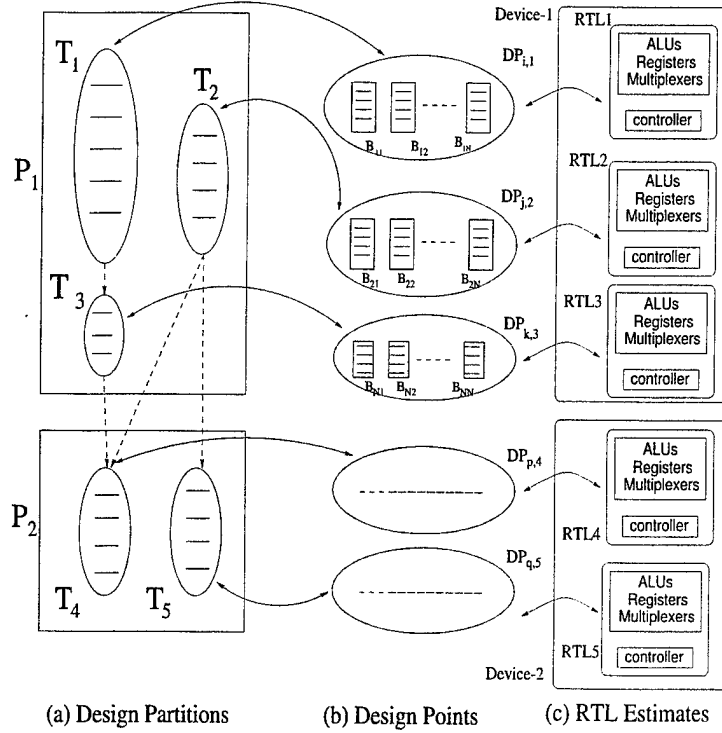 Device-1
RTL1
T1
T2
P1
T3
DPi,1
B11 B12 B1N
DPj,2
B21 B22 B2N
DPk,3
BN1 BN2 BNN
ALUs
Registers
Multiplexers
controller
RTL2
ALUs
Registers
Multiplexers
controller
RTL3
ALUs
Registers
Multiplexers
controller
P2
T4
T5
DPp,4
DPq,5
ALUs
Registers
Multiplexers
RTL4
controller
ALUs
Registers
Multiplexers
RTL5
controller
Device-2
(a) Design Partitions
(b) Design Points
(c) RTL Estimates